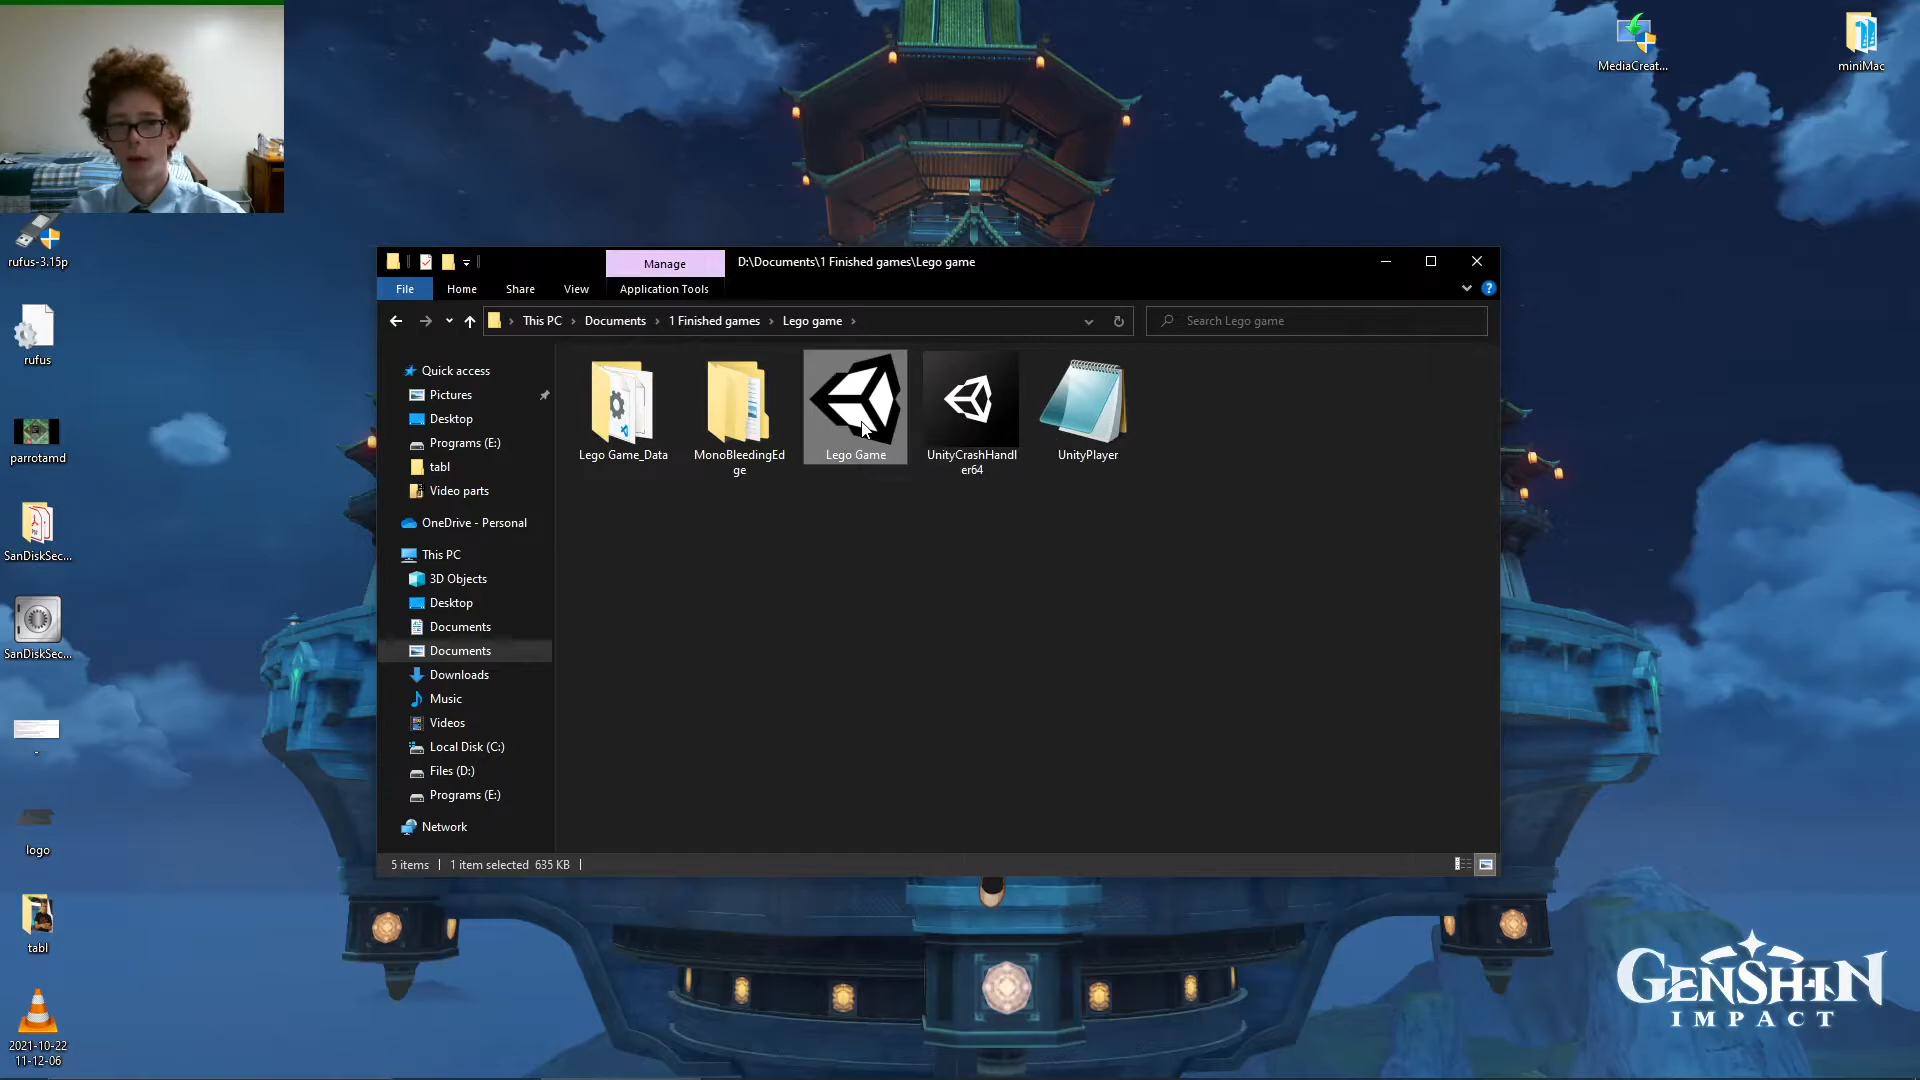 MediaCreat...
miniMac
rufus-3.15p
rufus
parrotamd
SanDiskSec...
SanDiskSec...
-
logo
tabl
2021-10-22
11-12-06
Manage
D:\Documents\1 Finished games\Lego game
File
Home
Share
View
Application Tools
This PC
Documents
1 Finished games
Lego game
Search Lego game
Quick access
Pictures
Desktop
Programs (E:)
tabl
Video parts
OneDrive - Personal
This PC
3D Objects
Desktop
Documents
Documents
Downloads
Music
Videos
Local Disk (C:)
Files (D:)
Programs (E:)
Network
Lego Game_Data
MonoBleedingEd
ge
Lego Game
UnityCrashHandl
er64
UnityPlayer
5 items
1 item selected 635 KB
GENSHIN
IMPACT